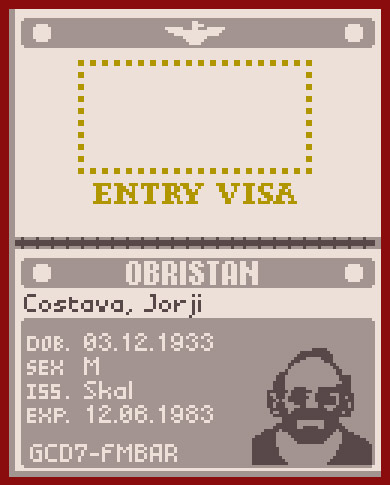 ENTRY VISA
OBRISTAN
Costava, Jorji
DOB. 03.12.1933
SEX M
ISS. Skal
EXP. 12.06.1983
GCD7-FMBAR